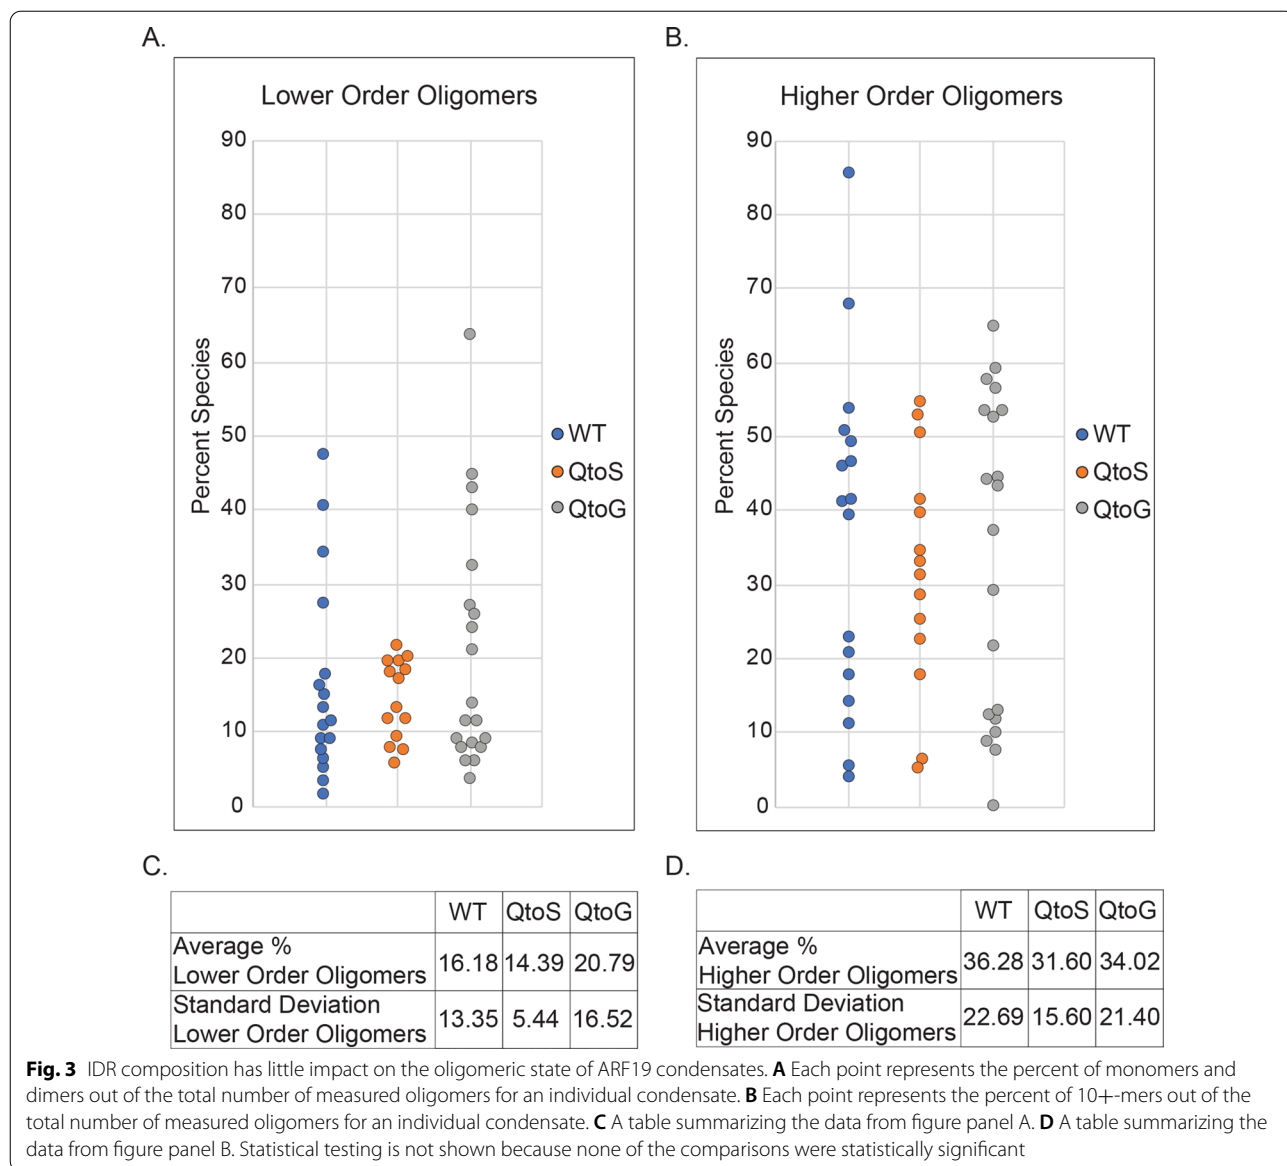 A.
Lower Order Oligomers
90
80
70
60
50
40
30
20
10
0
Percent Species
WT
QtoS
QtoG
B.
Higher Order Oligomers
90
80
70
60
50
40
30
20
10
0
Percent Species
WT
QtoS
QtoG
C.
WT QtoS QtoG
Average %
Lower Order Oligomers 16.18 14.39 20.79
Standard Deviation
Lower Order Oligomers 13.35 5.44 16.52
D.
WT QtoS QtoG
Average %
Higher Order Oligomers 36.28 31.60 34.02
Standard Deviation
Higher Order Oligomers 22.69 15.60 21.40
Fig. 3 IDR composition has little impact on the oligomeric state of ARF19 condensates. A Each point represents the percent of monomers and
dimers out of the total number of measured oligomers for an individual condensate. B Each point represents the percent of 10+-mers out of the
total number of measured oligomers for an individual condensate. C A table summarizing the data from figure panel A. D A table summarizing the
data from figure panel B. Statistical testing is not shown because none of the comparisons were statistically significant